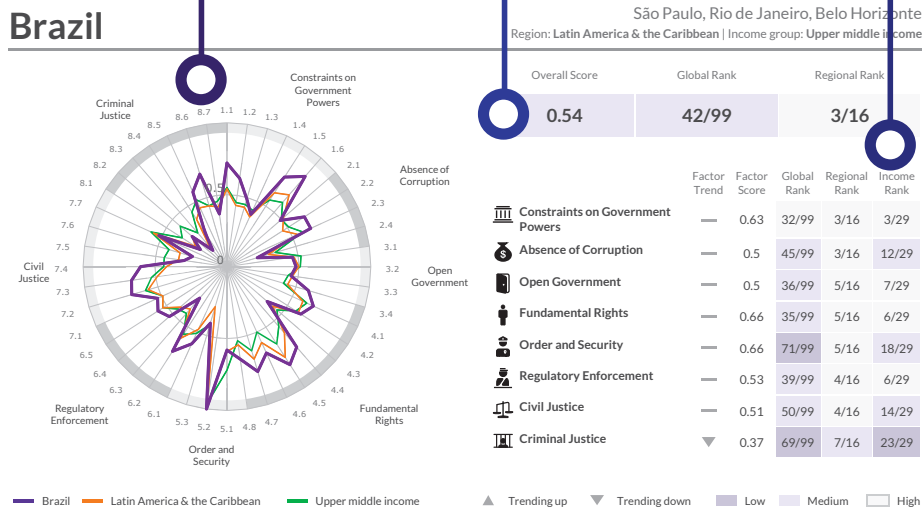 Brazil
São Paulo, Rio de Janeiro, Belo Horizonte
Region: Latin America & the Caribbean | Income group: Upper middle income
Overall Score
Global Rank
Regional Rank
0.54
42/99
3/16
Constraints on
Government
Powers
Absence of
Corruption
Open
Government
Fundamental
Rights
Order and
Security
Regulatory
Enforcement
Civil
Justice
Criminal
Justice
1.1
1.2
1.3
1.4
1.5
1.6
2.1
2.2
2.3
2.4
3.1
3.2
3.3
3.4
4.1
4.2
4.3
4.4
4.5
4.6
4.7
4.8
5.1
5.2
5.3
6.1
6.2
6.3
6.4
6.5
7.1
7.2
7.3
7.4
7.5
7.6
7.7
8.1
8.2
8.3
8.4
8.5
8.6
8.7
0.5
0
Factor Trend
Factor Score
Global Rank
Regional Rank
Income Rank
Constraints on Government Powers 0.63 32/99 3/16 3/29
Absence of Corruption 0.5 45/99 3/16 12/29
Open Government 0.5 36/99 5/16 7/29
Fundamental Rights 0.66 35/99 5/16 6/29
Order and Security 0.66 71/99 5/16 18/29
Regulatory Enforcement 0.53 39/99 4/16 6/29
Civil Justice 0.51 50/99 4/16 14/29
Criminal Justice 0.37 69/99 7/16 23/29
Brazil
Latin America & the Caribbean
Upper middle income
Trending up
Trending down
Low
Medium
High